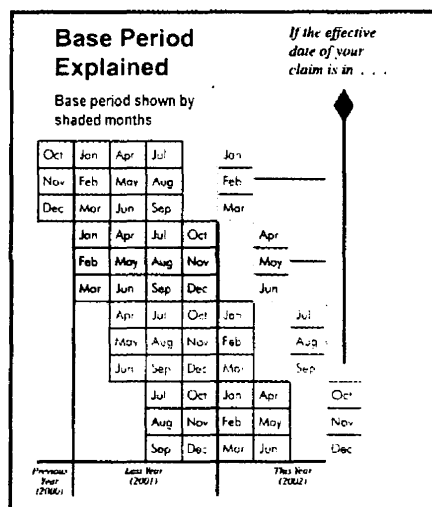 Base Period
Explained
Base period shown by
shaded months
If the effective
date of your
claim is in . . .
Oct Jan Apr Jul Jan
Nov Feb May Aug Feb
Dec Mar Jun Sep Mar
Jan Apr Jul Oct Apr
Feb May Aug Nov May
Mar Jun Sep Dec Jun
Apr Jul Oct Jan Jul
May Aug Nov Feb Aug
Jun Sep Dec Mar Sep
Jul Oct Jan Apr Oct
Aug Nov Feb May Nov
Sep Dec Mar Jun Dec
Previous Last Year This Year
Year (2001) (2002)
(2000)